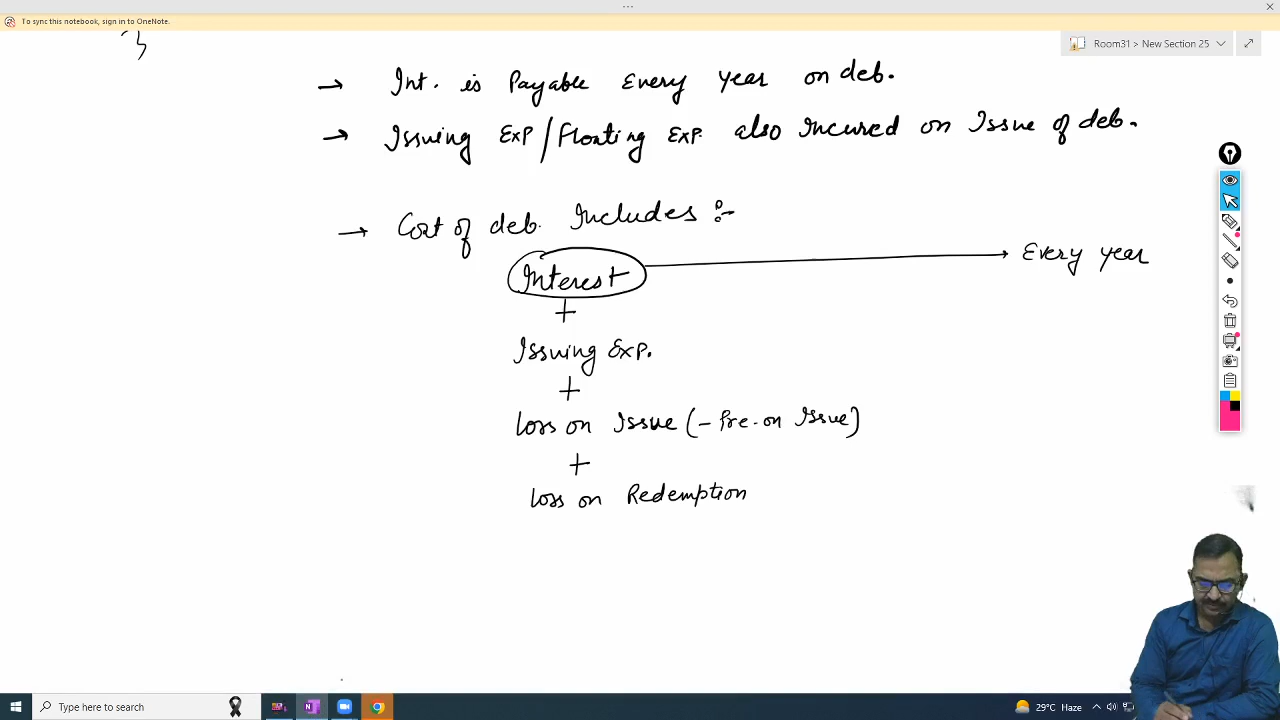 To sync this notebook, sign in to OneNote.
Room31 > New Section 25
→ Int. is Payable Every year on deb.
→ Issuing Exp/Floating Exp. also Incured on Issue of deb.
→ Cost of deb. Includes :-
Interest → Every year
+
Issuing Exp.
+
Loss on Issue (- Pre. on Issue)
+
Loss on Redemption
Type here to search
29°C Haze